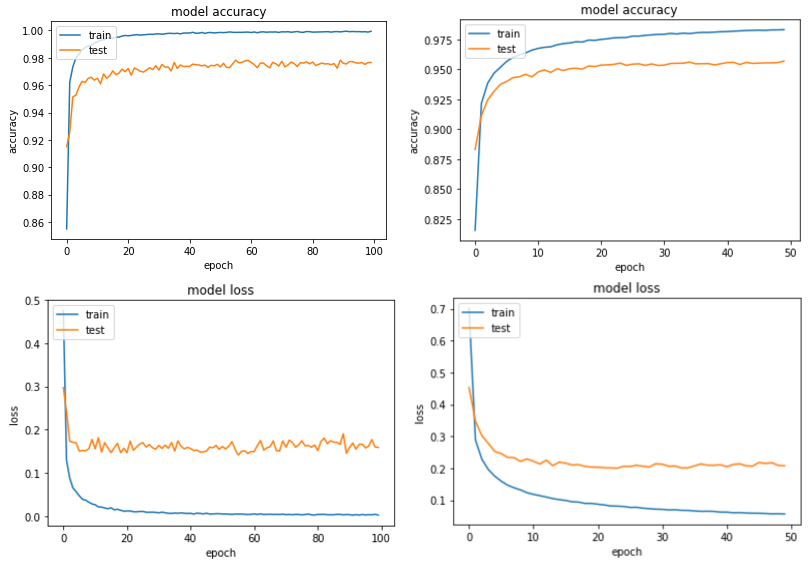 model accuracy
1.00
0.98
0.96
0.94
0.92
0.90
0.88
0.86
accuracy
train
test
0
20
40
60
80
100
epoch
model accuracy
0.975
0.950
0.925
0.900
0.875
0.850
0.825
accuracy
train
test
0
10
20
30
40
50
epoch
model loss
0.5
0.4
0.3
0.2
0.1
0.0
loss
train
test
0
20
40
60
80
100
epoch
model loss
0.7
0.6
0.5
0.4
0.3
0.2
0.1
loss
train
test
0
10
20
30
40
50
epoch